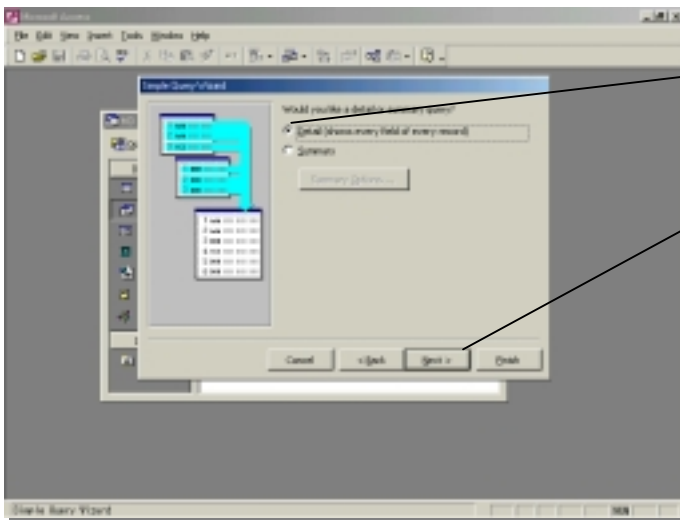 Microsoft Access
File Edit View Insert Tools Window Help
Simple Query Wizard
Would you like a detail or summary query?
Detail (shows every field of every record)
Summary
Summary Options ...
Cancel < Back Next > Finish
Simple Query Wizard
NUM